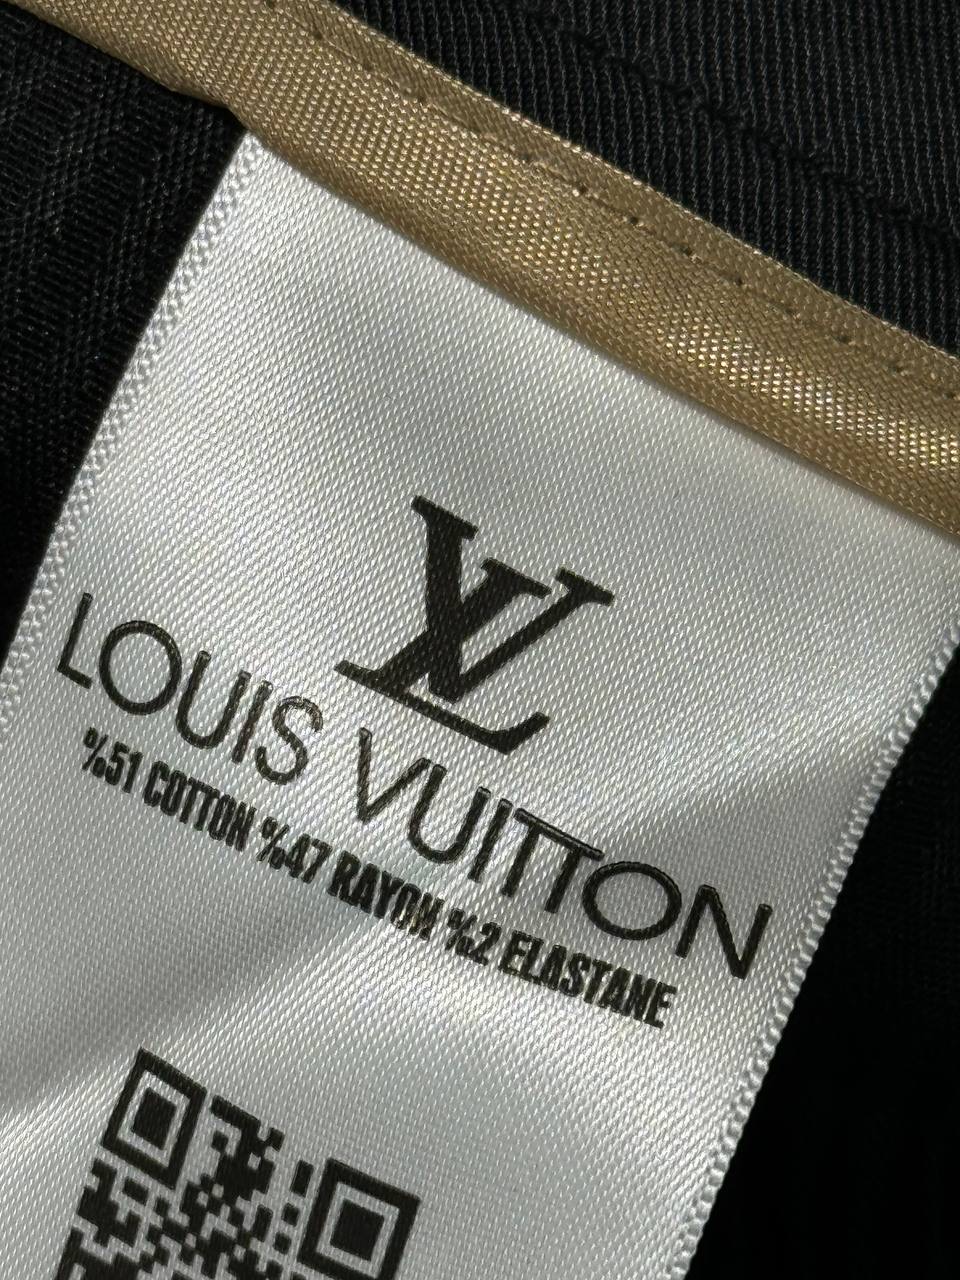 LV
LOUIS VUITTON
%51 COTTON %47 RAYON %2 ELASTANE